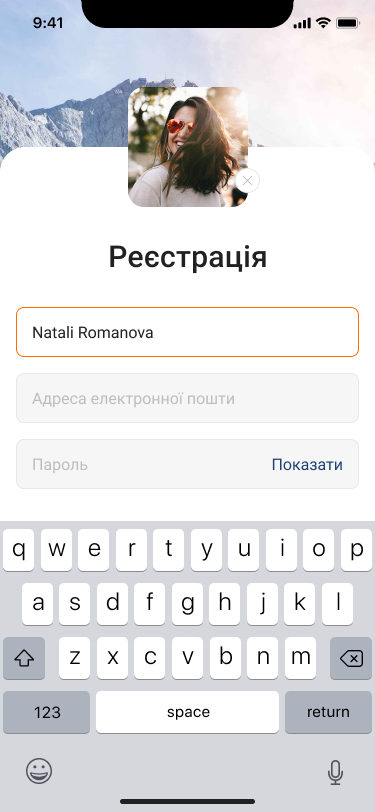 9:41
Реєстрація
Natali Romanova
Адреса електронної пошти
Пароль Показати
q w e r t y u i o p
a s d f g h j k l
z x c v b n m
123 space return